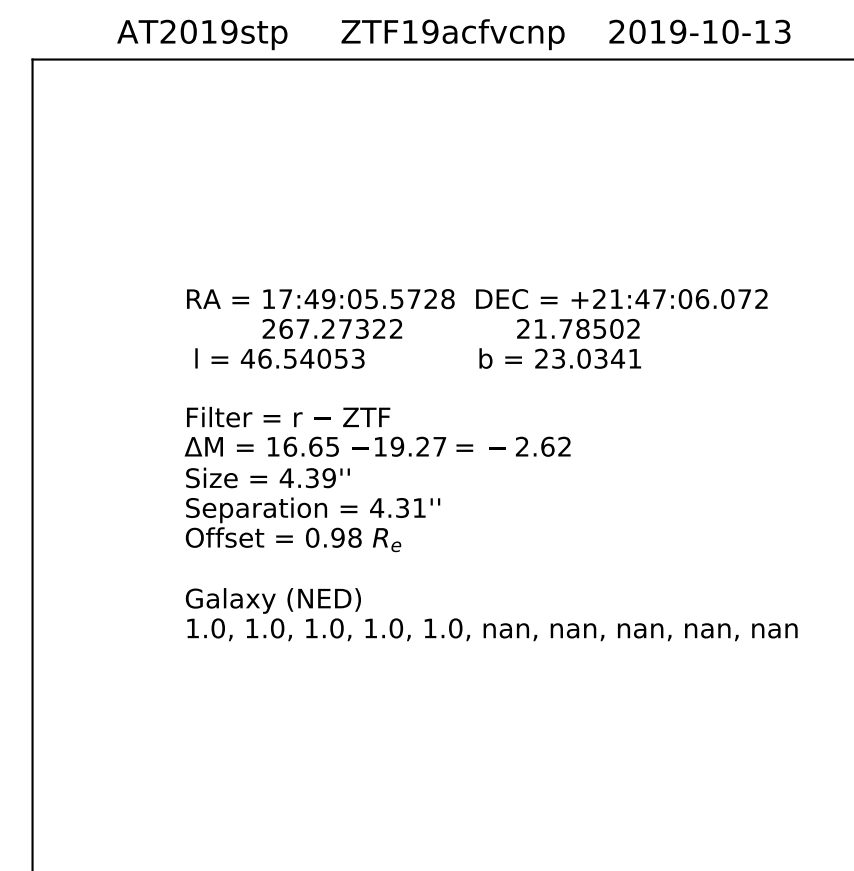 AT2019stp ZTF19acfvcnp 2019-10-13
RA = 17:49:05.5728 DEC = +21:47:06.072
267.27322 21.78502
l = 46.54053 b = 23.0341
Filter = r − ZTF
ΔM = 16.65 −19.27 = − 2.62
Size = 4.39''
Separation = 4.31''
Offset = 0.98 Re
Galaxy (NED)
1.0, 1.0, 1.0, 1.0, 1.0, nan, nan, nan, nan, nan